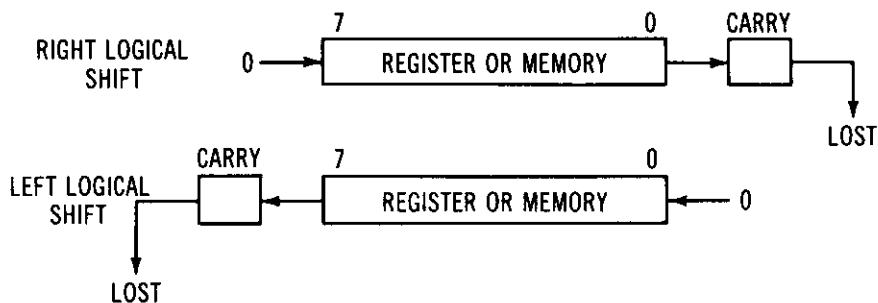 7 0 CARRY
RIGHT LOGICAL
SHIFT
0 REGISTER OR MEMORY
LOST
CARRY 7 0
LEFT LOGICAL
SHIFT
REGISTER OR MEMORY 0
LOST